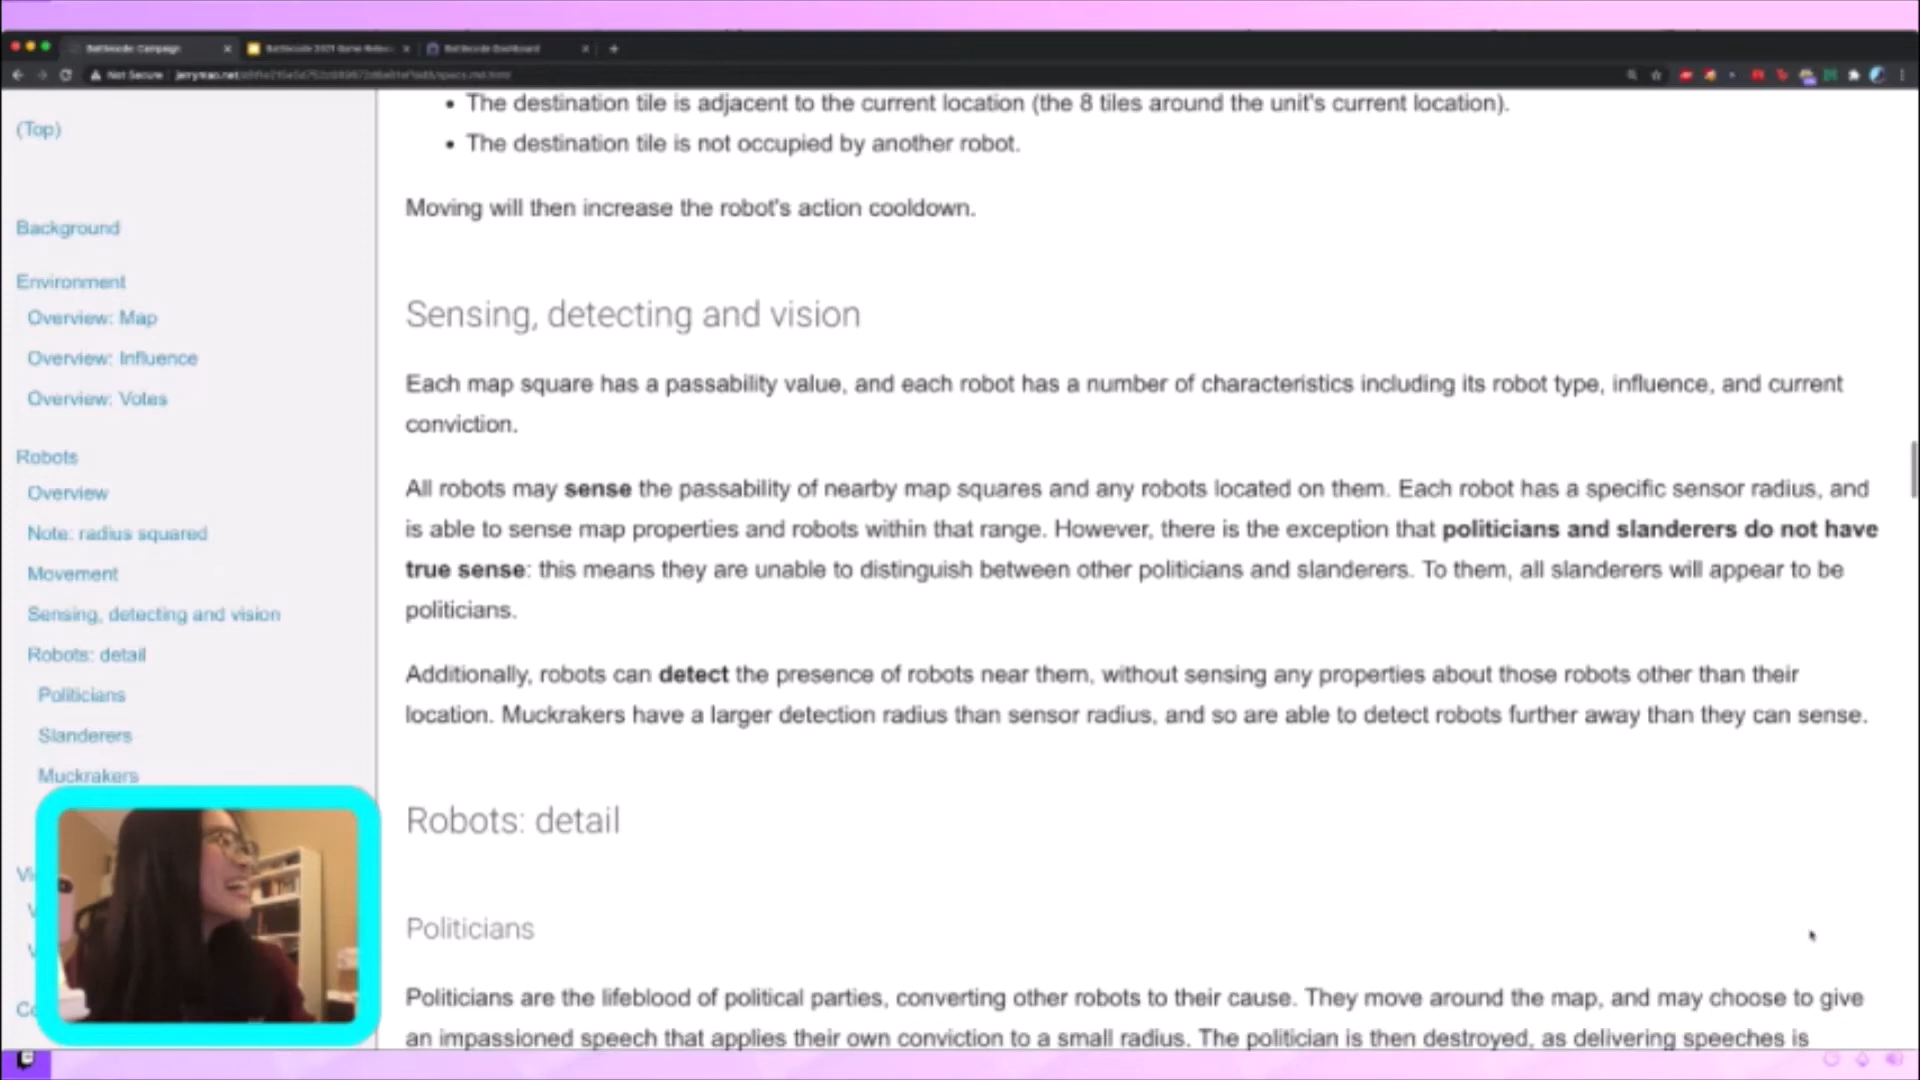 Battlecode: Campaign
Battlecode 2021 Game Releas
Battlecode Dashboard
Not Secure
jerrymao.net
The destination tile is adjacent to the current location (the 8 tiles around the unit's current location).
(Top)
The destination tile is not occupied by another robot.
Moving will then increase the robot's action cooldown.
Background
Environment
Overview: Map
Overview: Influence
Overview: Votes
Robots
Overview
Note: radius squared
Movement
Sensing, detecting and vision
Robots: detail
Politicians
Slanderers
Muckrakers
Sensing, detecting and vision
Each map square has a passability value, and each robot has a number of characteristics including its robot type, influence, and current
conviction.
All robots may sense the passability of nearby map squares and any robots located on them. Each robot has a specific sensor radius, and
is able to sense map properties and robots within that range. However, there is the exception that politicians and slanderers do not have
true sense: this means they are unable to distinguish between other politicians and slanderers. To them, all slanderers will appear to be
politicians.
Additionally, robots can detect the presence of robots near them, without sensing any properties about those robots other than their
location. Muckrakers have a larger detection radius than sensor radius, and so are able to detect robots further away than they can sense.
Robots: detail
Politicians
Politicians are the lifeblood of political parties, converting other robots to their cause. They move around the map, and may choose to give
an impassioned speech that applies their own conviction to a small radius. The politician is then destroyed, as delivering speeches is